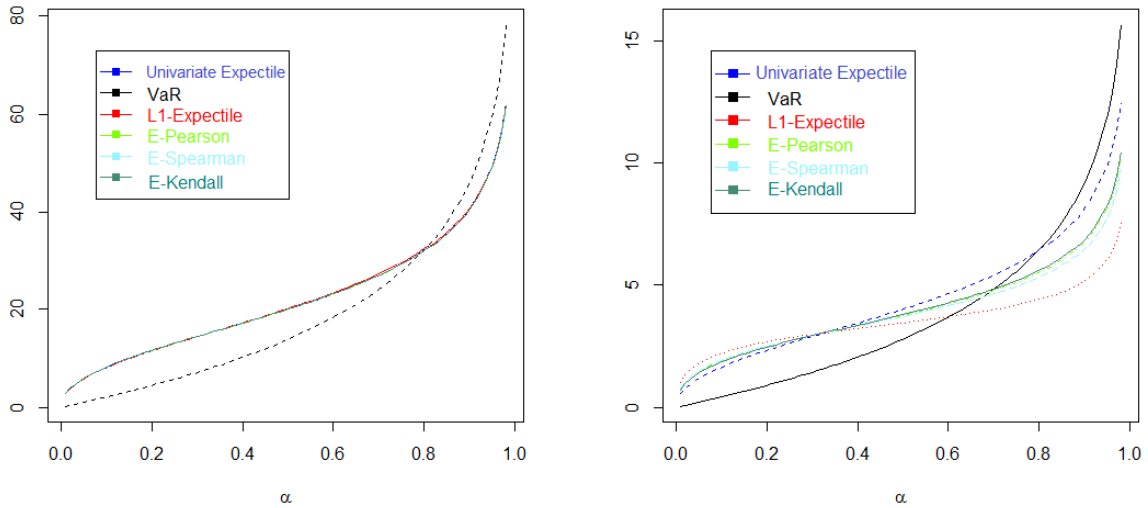 80
60
40
20
0
Univariate Expectile
VaR
L1-Expectile
E-Pearson
E-Spearman
E-Kendall
0.0 0.2 0.4 0.6 0.8 1.0
α
15
10
5
0
Univariate Expectile
VaR
L1-Expectile
E-Pearson
E-Spearman
E-Kendall
0.0 0.2 0.4 0.6 0.8 1.0
α